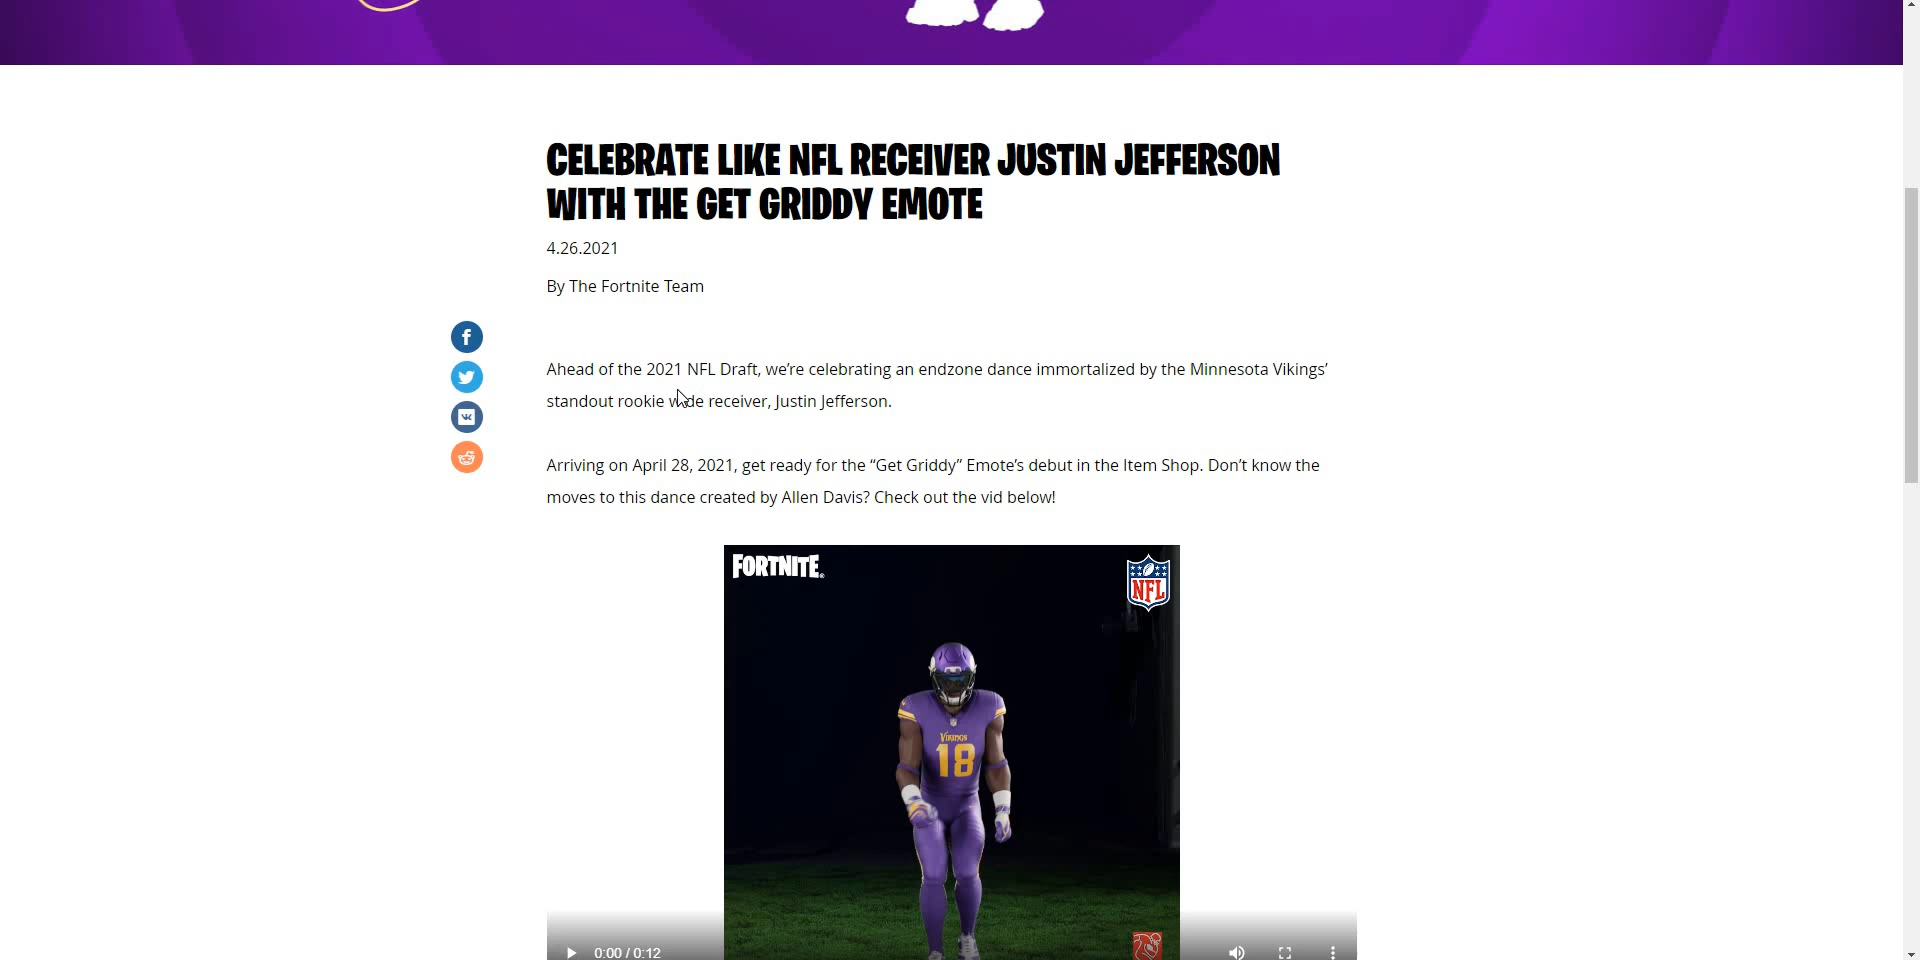 CELEBRATE LIKE NFL RECEIVER JUSTIN JEFFERSON
WITH THE GET GRIDDY EMOTE
4.26.2021
By The Fortnite Team
Ahead of the 2021 NFL Draft, we’re celebrating an endzone dance immortalized by the Minnesota Vikings’
standout rookie wide receiver, Justin Jefferson.
Arriving on April 28, 2021, get ready for the “Get Griddy” Emote’s debut in the Item Shop. Don’t know the
moves to this dance created by Allen Davis? Check out the vid below!
FORTNITE
NFL
VIKINGS
18
0:00 / 0:12